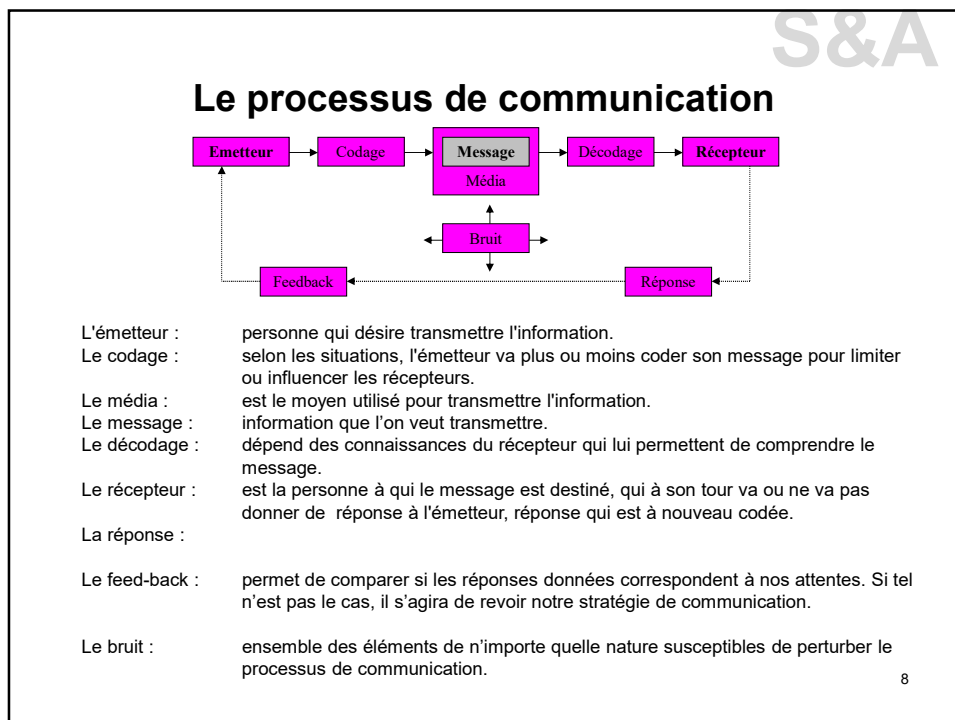 S&A
Le processus de communication
Emetteur
Codage
Message
Média
Décodage
Récepteur
Bruit
Feedback
Réponse
L'émetteur : personne qui désire transmettre l'information.
Le codage : selon les situations, l'émetteur va plus ou moins coder son message pour limiter
ou influencer les récepteurs.
Le média : est le moyen utilisé pour transmettre l'information.
Le message : information que l’on veut transmettre.
Le décodage : dépend des connaissances du récepteur qui lui permettent de comprendre le
message.
Le récepteur : est la personne à qui le message est destiné, qui à son tour va ou ne va pas
donner de réponse à l'émetteur, réponse qui est à nouveau codée.
La réponse :
Le feed-back : permet de comparer si les réponses données correspondent à nos attentes. Si tel
n’est pas le cas, il s’agira de revoir notre stratégie de communication.
Le bruit : ensemble des éléments de n’importe quelle nature susceptibles de perturber le
processus de communication.
8